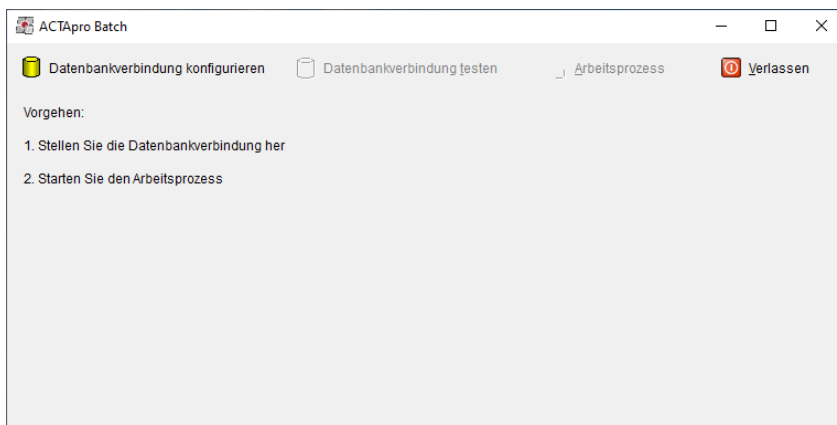 ACTApro Batch
Datenbankverbindung konfigurieren Datenbankverbindung testen Arbeitsprozess Verlassen
Vorgehen:
1. Stellen Sie die Datenbankverbindung her
2. Starten Sie den Arbeitsprozess